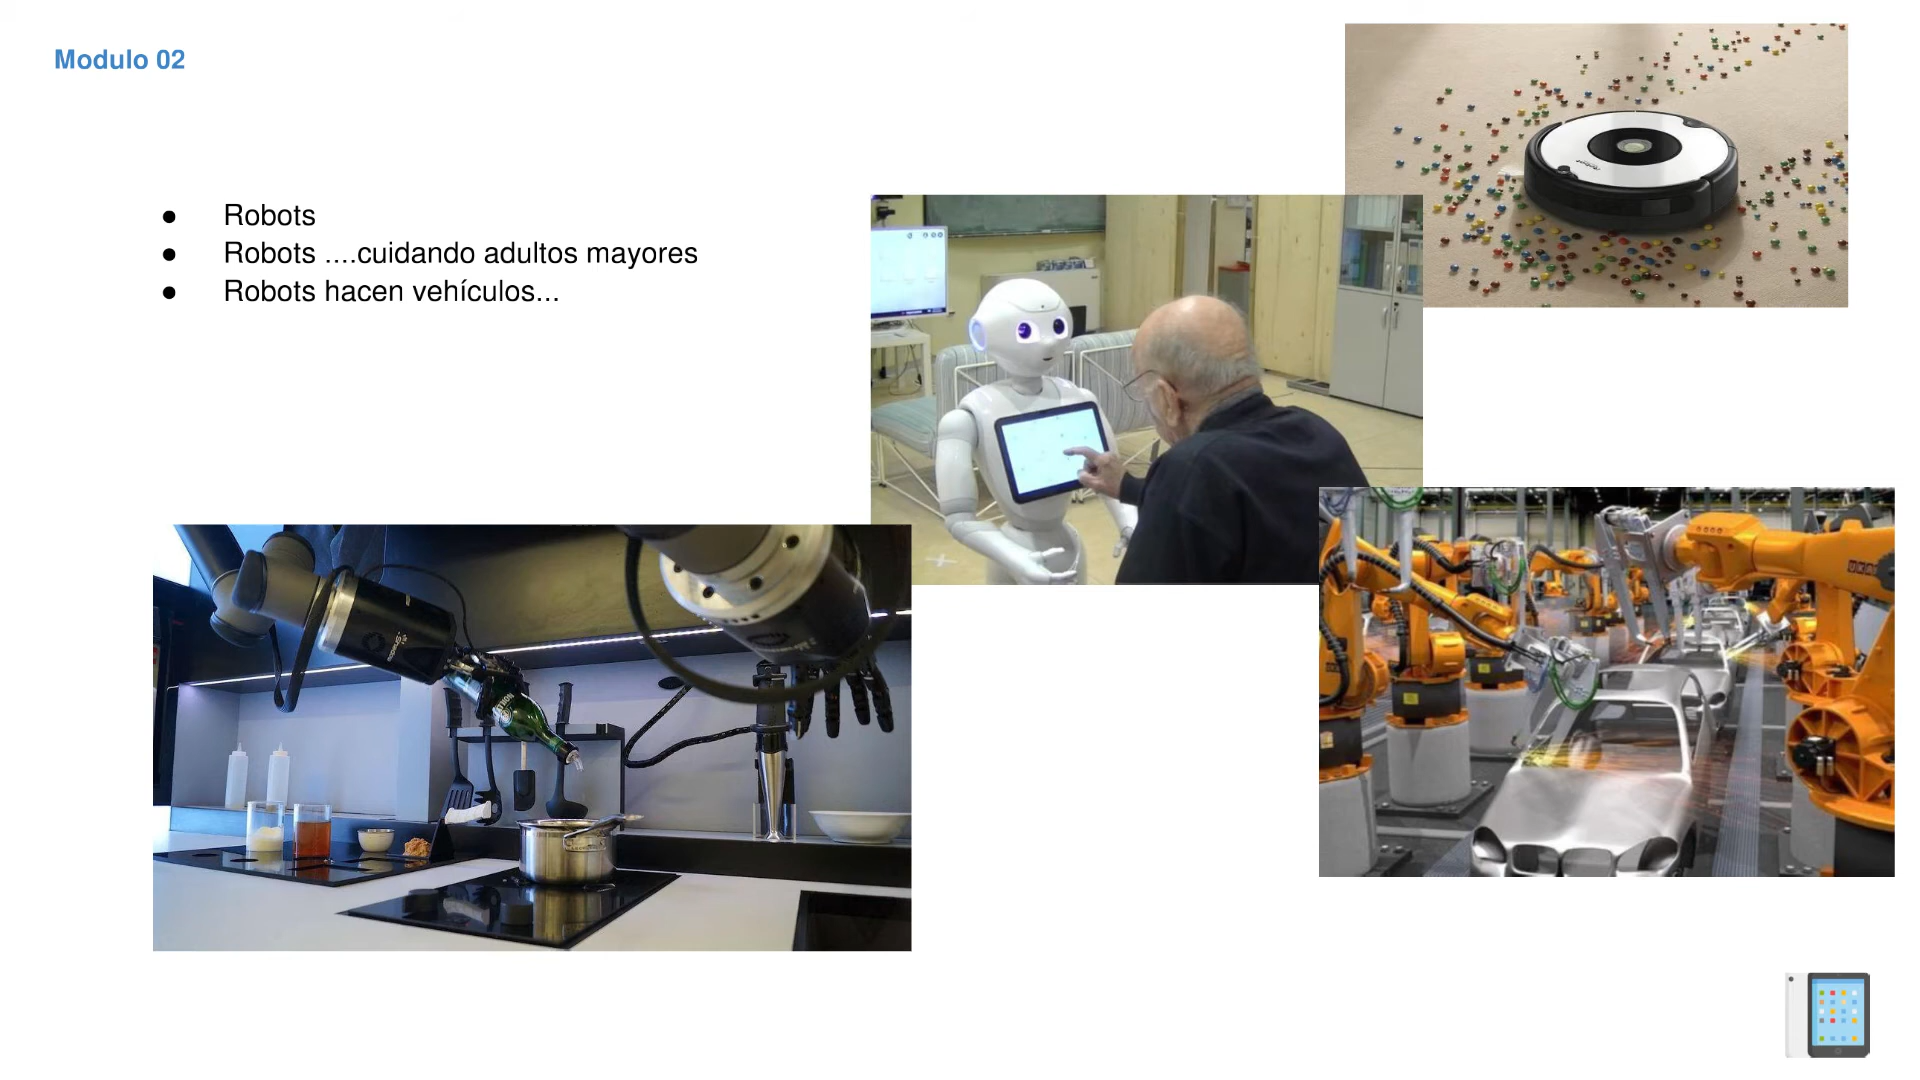 Modulo 02
● Robots
● Robots ....cuidando adultos mayores
● Robots hacen vehículos...